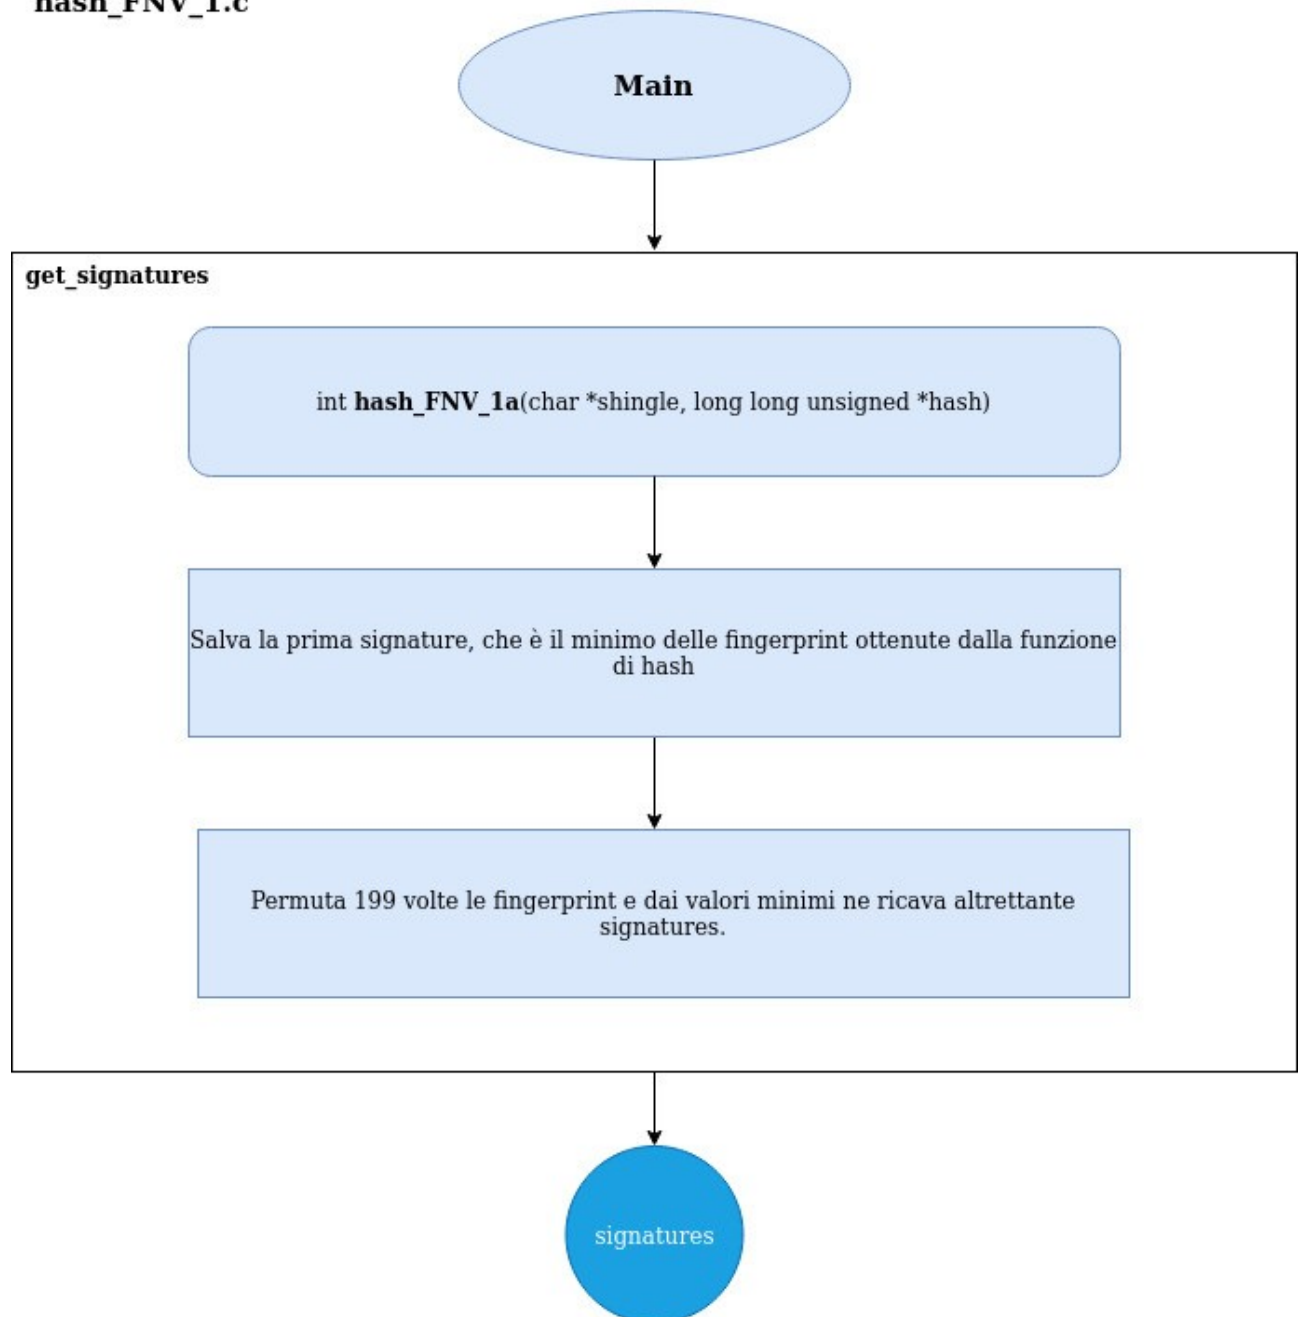 hash_FNV_1.c
Main
get_signatures
int hash_FNV_1a(char *shingle, long long unsigned *hash)
Salva la prima signature, che è il minimo delle fingerprint ottenute dalla funzione
di hash
Permuta 199 volte le fingerprint e dai valori minimi ne ricava altrettante
signatures.
signatures